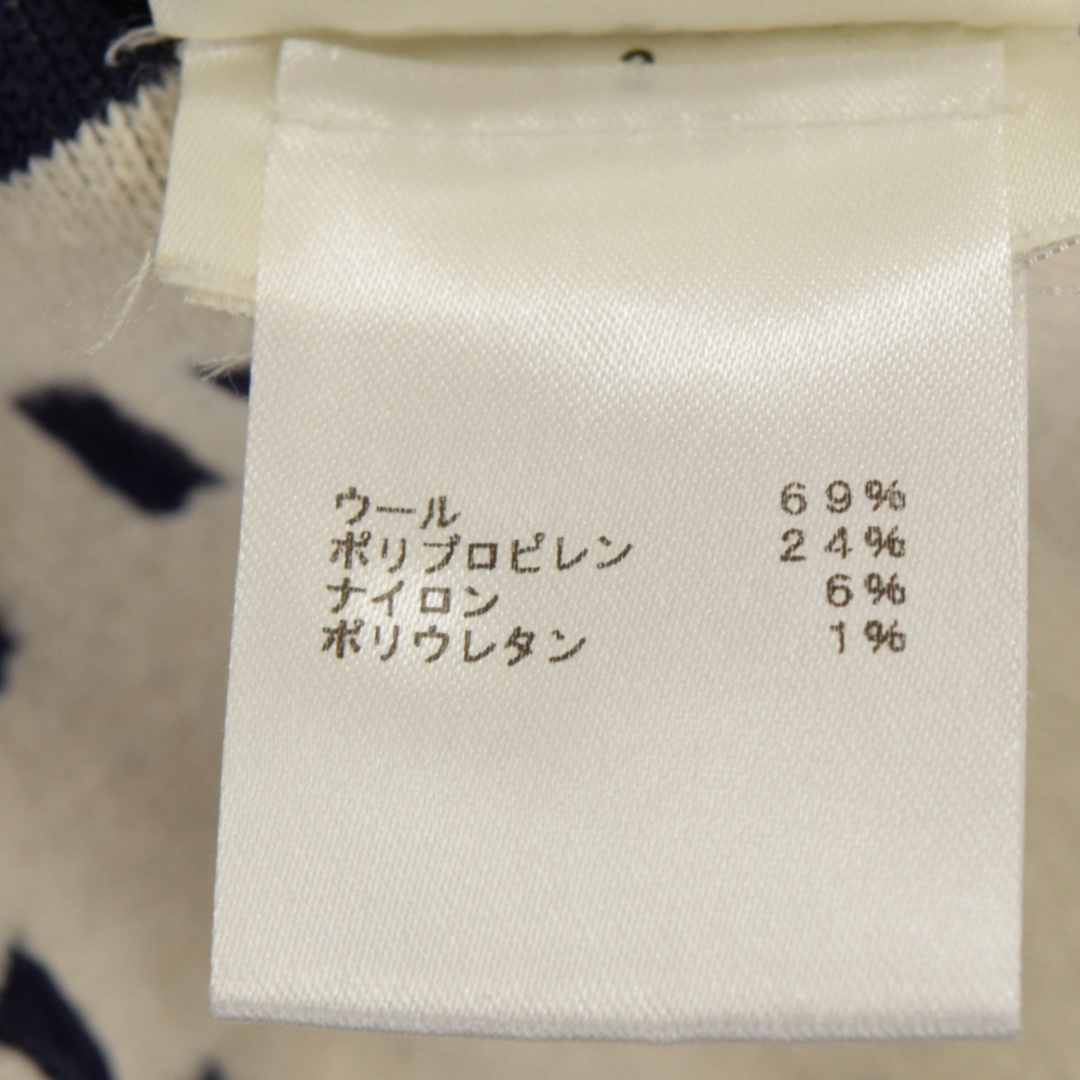 ウール 69%
ポリプロピレン 24%
ナイロン 6%
ポリウレタン 1%